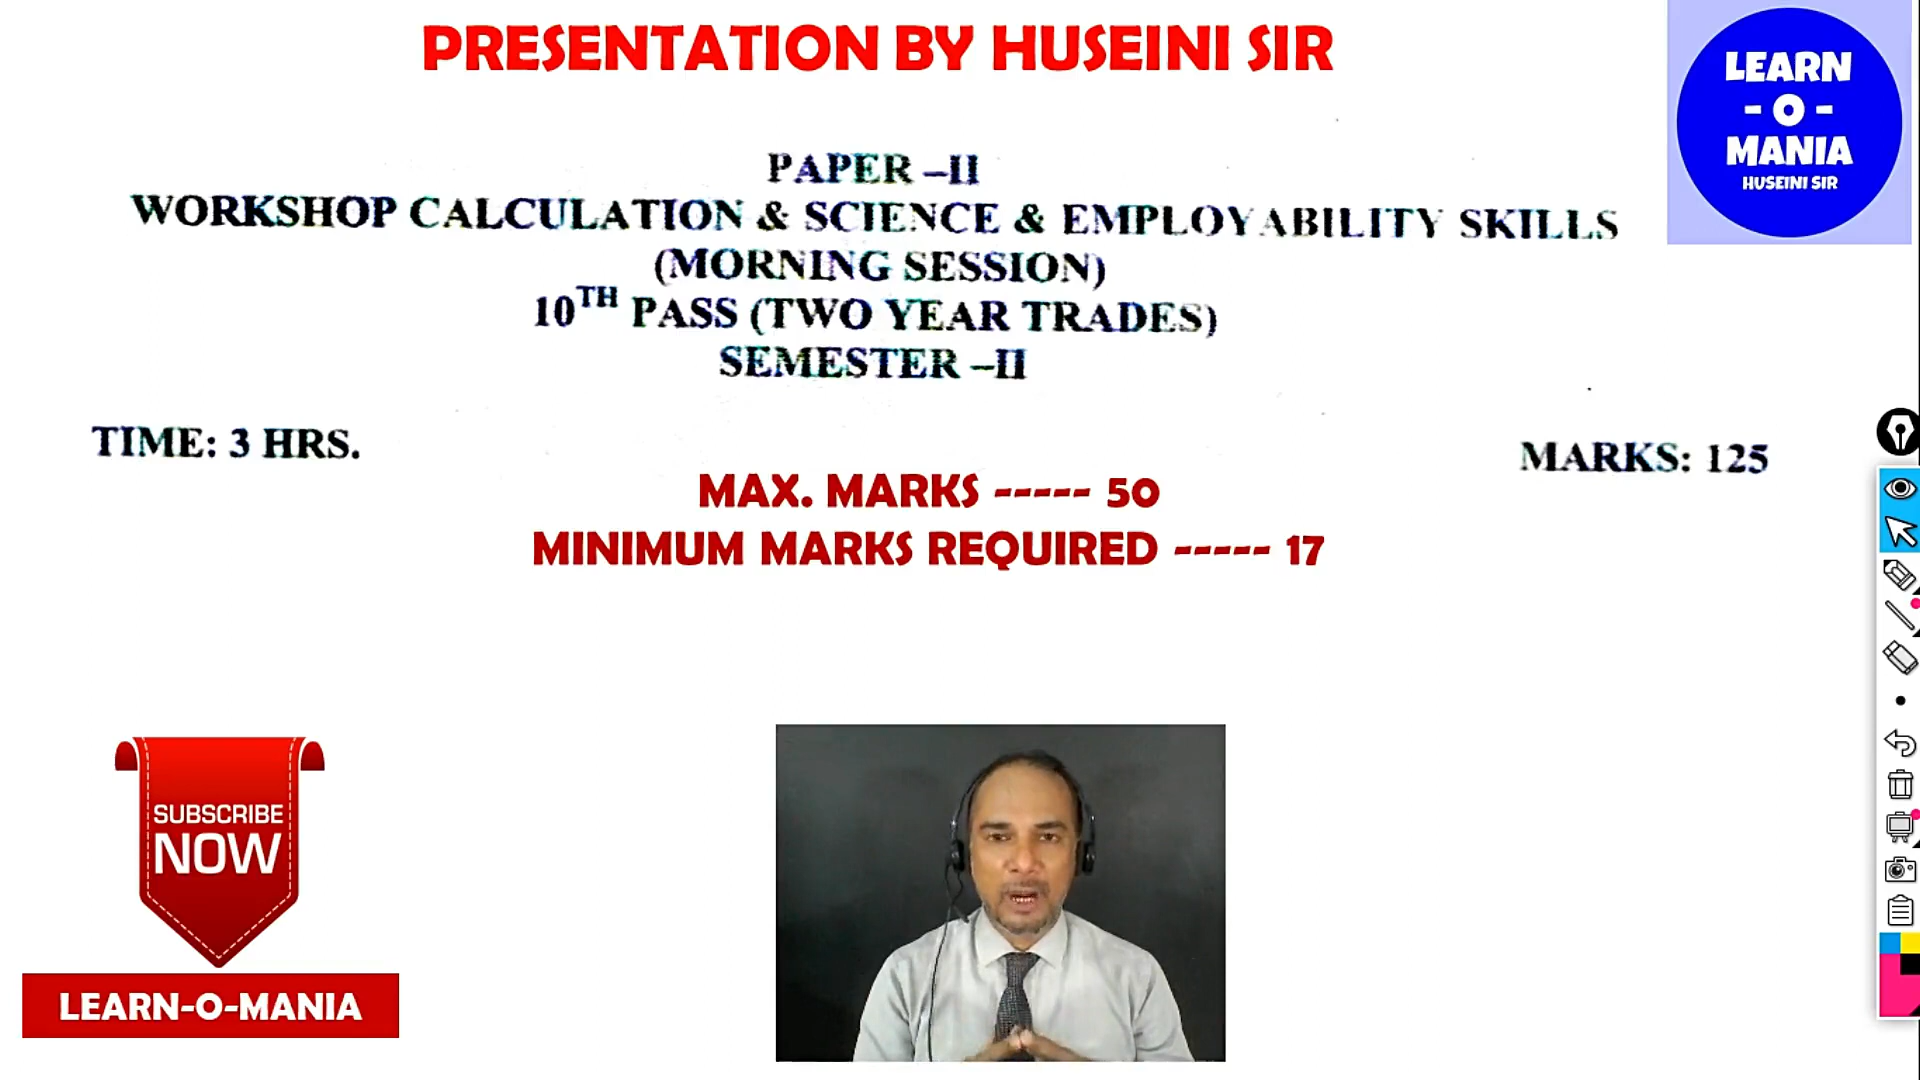 PRESENTATION BY HUSEINI SIR
LEARN
- O -
MANIA
HUSEINI SIR
PAPER –II
WORKSHOP CALCULATION & SCIENCE & EMPLOYABILITY SKILLS
(MORNING SESSION)
10TH PASS (TWO YEAR TRADES)
SEMESTER –II
TIME: 3 HRS.
MARKS: 125
MAX. MARKS ----- 50
MINIMUM MARKS REQUIRED ----- 17
SUBSCRIBE
NOW
LEARN-O-MANIA